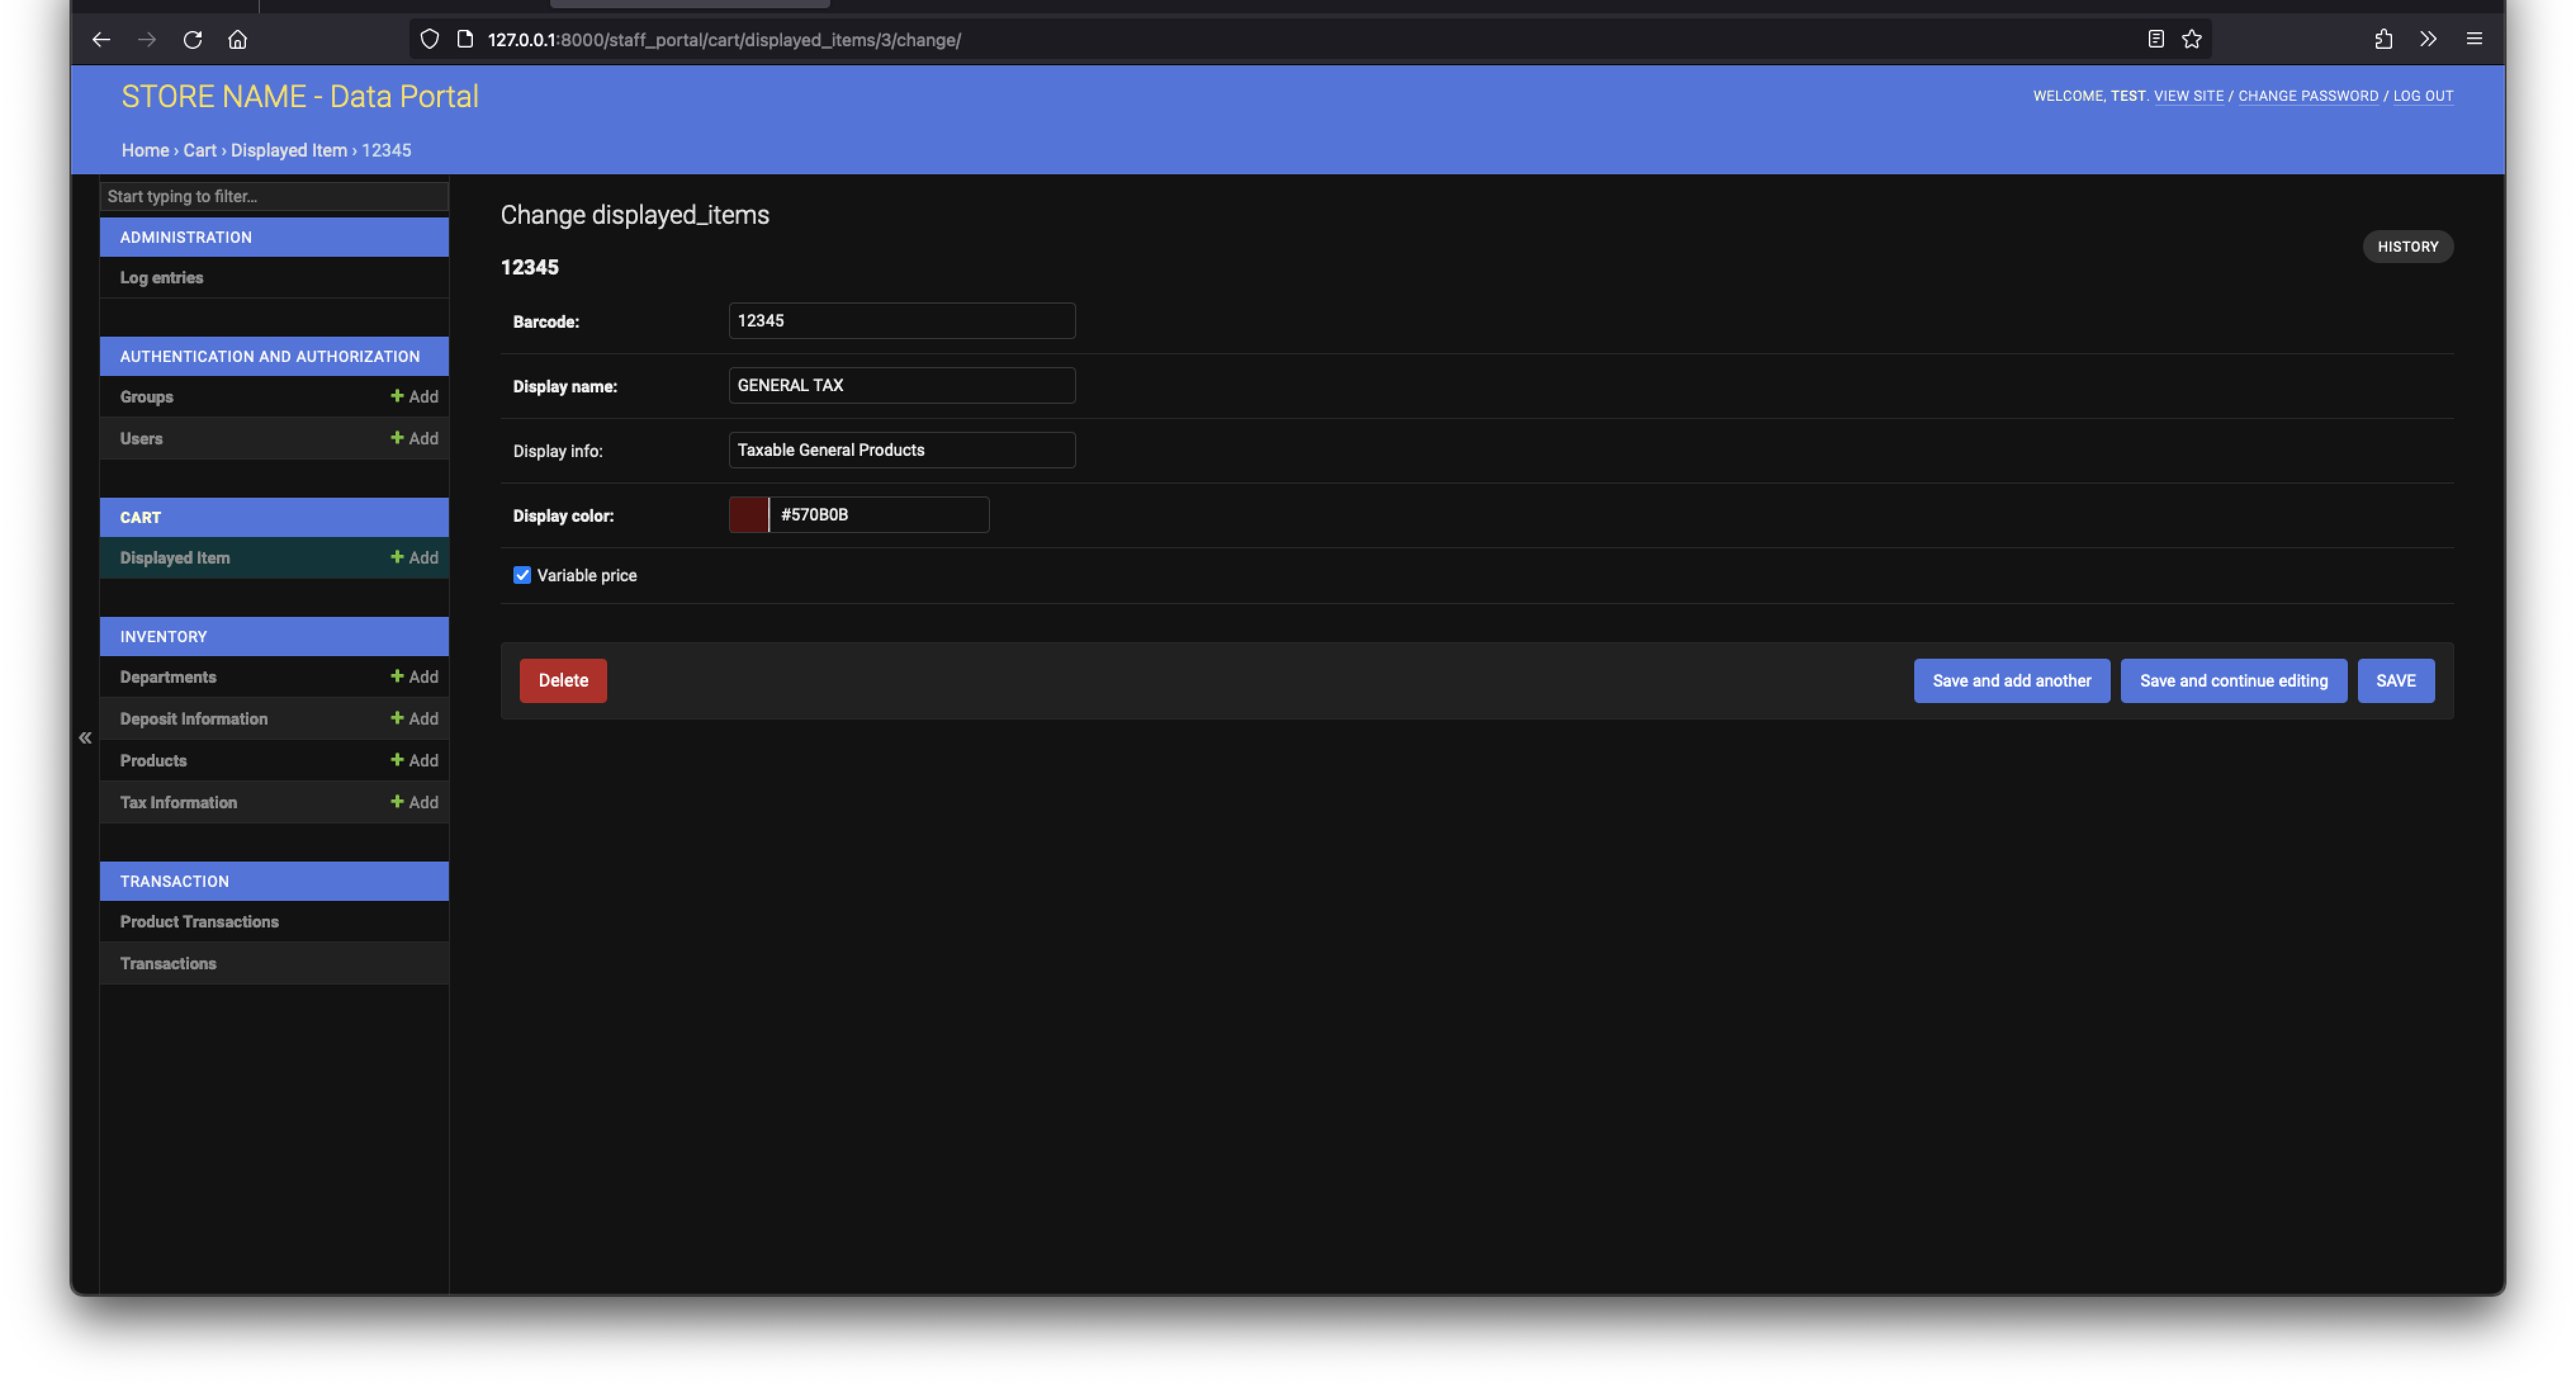 127.0.0.1:8000/staff_portal/cart/displayed_items/3/change/
STORE NAME - Data Portal
WELCOME, TEST. VIEW SITE / CHANGE PASSWORD / LOG OUT
Home › Cart › Displayed Item › 12345
Start typing to filter...
ADMINISTRATION
Log entries
AUTHENTICATION AND AUTHORIZATION
Groups + Add
Users + Add
CART
Displayed Item + Add
INVENTORY
Departments + Add
Deposit Information + Add
Products + Add
Tax Information + Add
TRANSACTION
Product Transactions
Transactions
«
Change displayed_items
HISTORY
12345
Barcode: 12345
Display name: GENERAL TAX
Display info: Taxable General Products
Display color: #570B0B
Variable price
Delete
Save and add another
Save and continue editing
SAVE